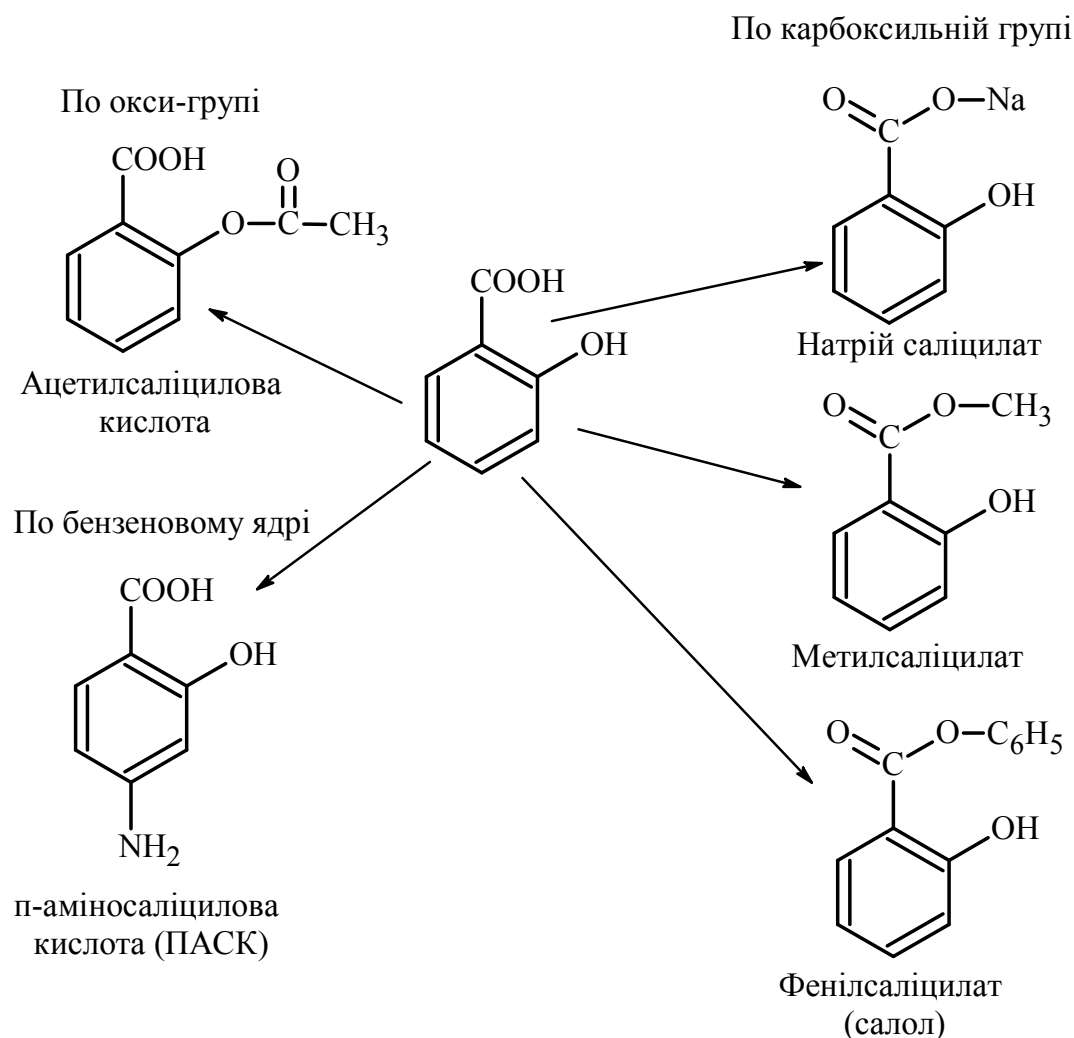 По карбоксильній групі
O
O
Na
C
OH
Натрій саліцилат
По окси-групі
COOH
O
O
C
CH3
Ацетилсаліцилова
кислота
COOH
OH
O
O
CH3
C
OH
Метилсаліцилат
По бензеновому ядрі
COOH
OH
NH2
п-аміносаліцилова
кислота (ПАСК)
O
O
C6H5
C
OH
Фенілсаліцилат
(салол)